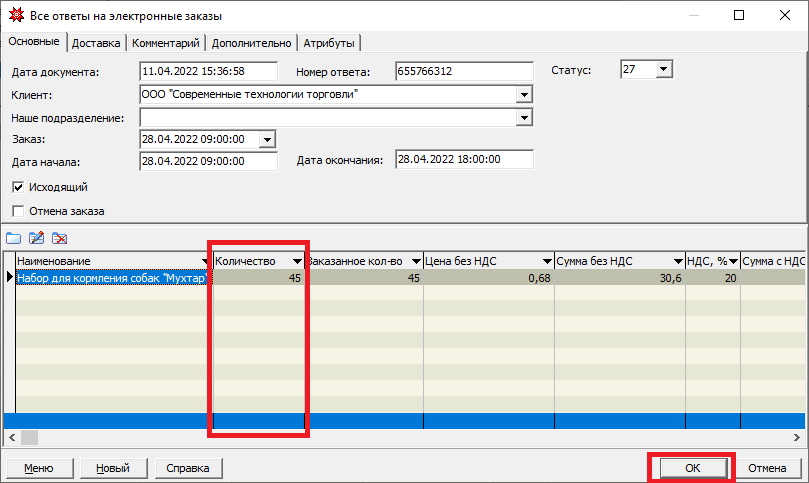 Все ответы на электронные заказы
Основные Доставка Комментарий Дополнительно Атрибуты
Дата документа: 11.04.2022 15:36:58 Номер ответа: 655766312 Статус: 27
Клиент: ООО "Современные технологии торговли"
Наше подразделение:
Заказ: 28.04.2022 09:00:00
Дата начала: 28.04.2022 09:00:00 Дата окончания: 28.04.2022 18:00:00
Исходящий
Отмена заказа
Наименование Количество Заказанное кол-во Цена без НДС Сумма без НДС НДС, % Сумма с НДС
Набор для кормления собак "Мухтар" 45 45 0,68 30,6 20
Меню Новый Справка ОК Отмена